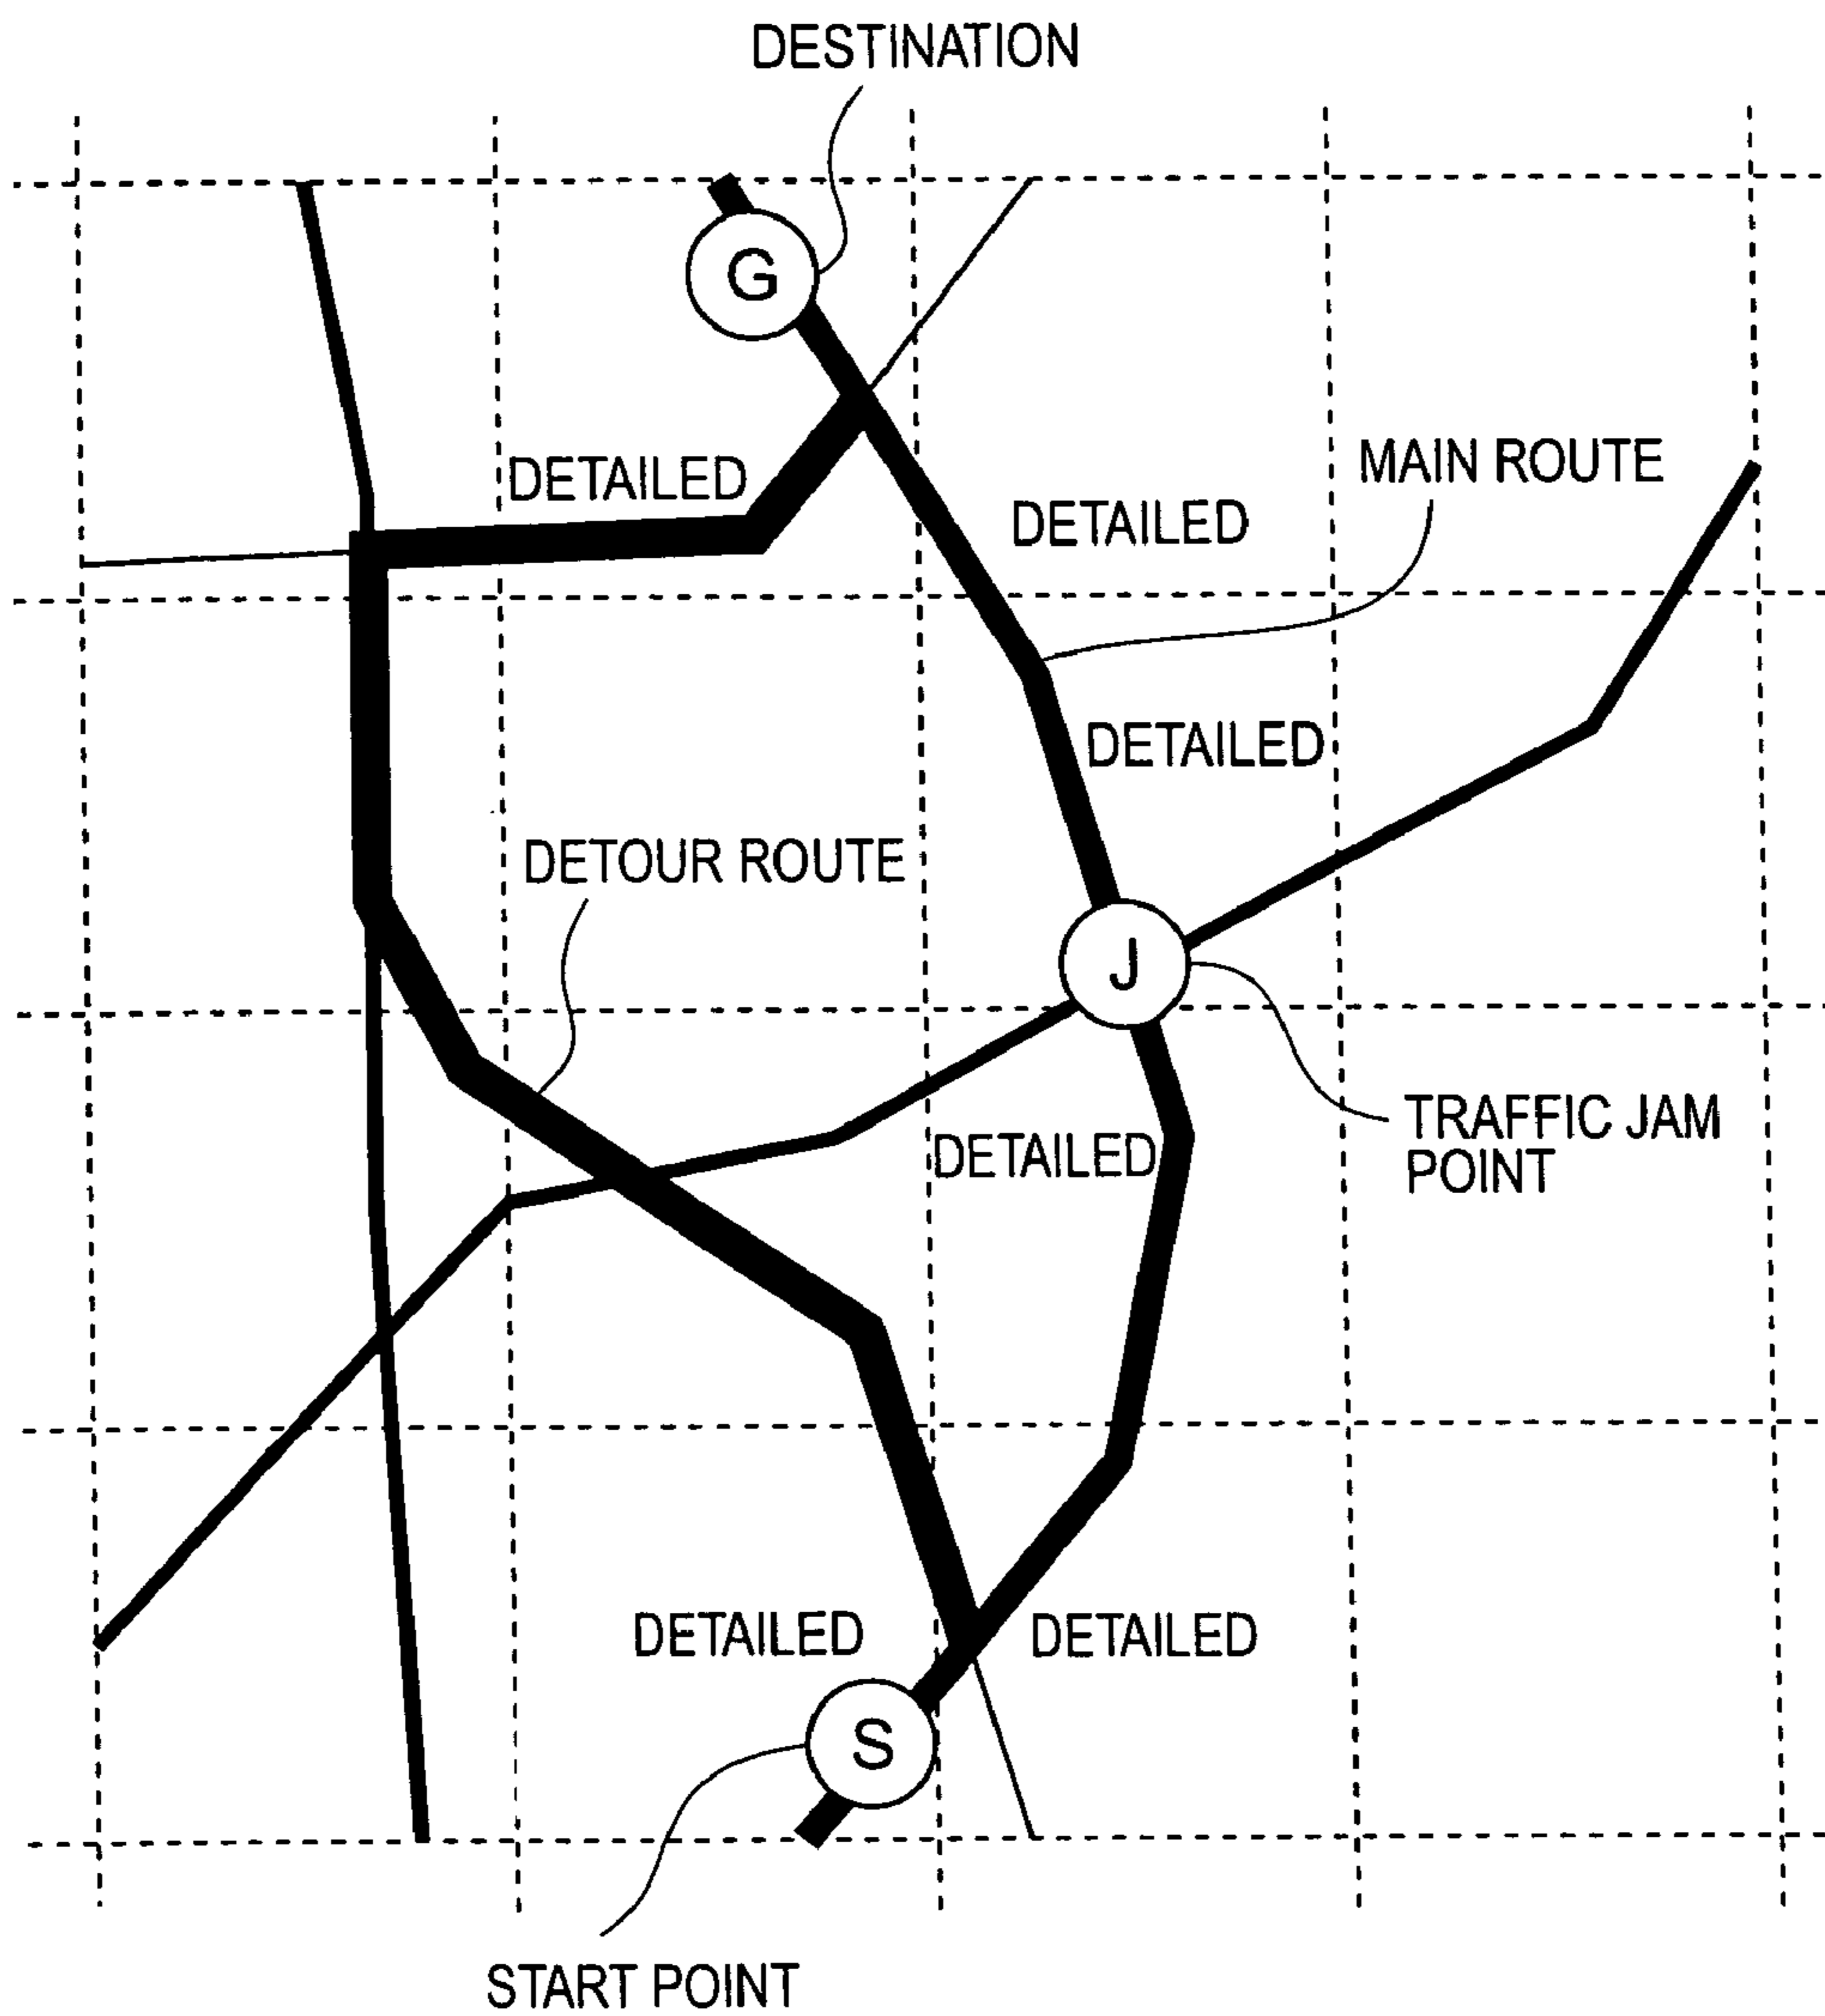 DESTINATION
G
DETAILED
MAIN ROUTE
DETAILED
DETAILED
DETOUR ROUTE
J
TRAFFIC JAM
POINT
DETAILED
DETAILED
DETAILED
S
START POINT